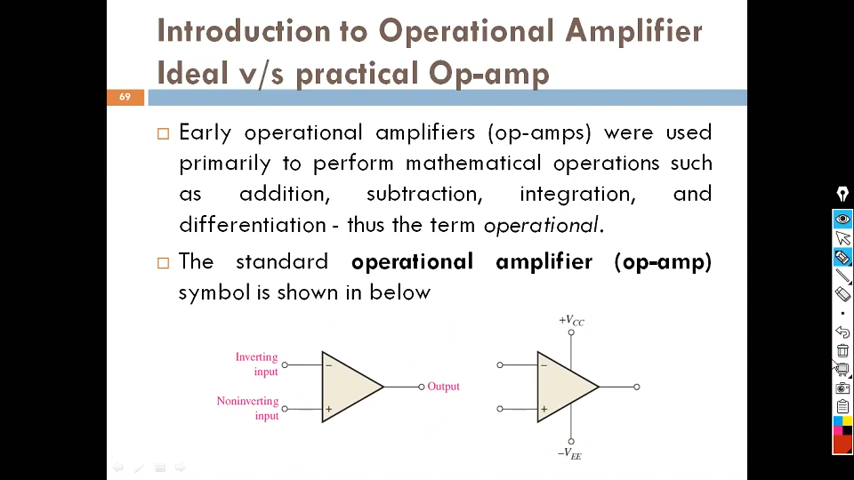 Introduction to Operational Amplifier
Ideal v/s practical Op-amp
69
Early operational amplifiers (op-amps) were used
primarily to perform mathematical operations such
as addition, subtraction, integration, and
differentiation - thus the term operational.
The standard operational amplifier (op-amp)
symbol is shown in below
Inverting
input
−
Noninverting
input
+
Output
+VCC
−
+
−VEE